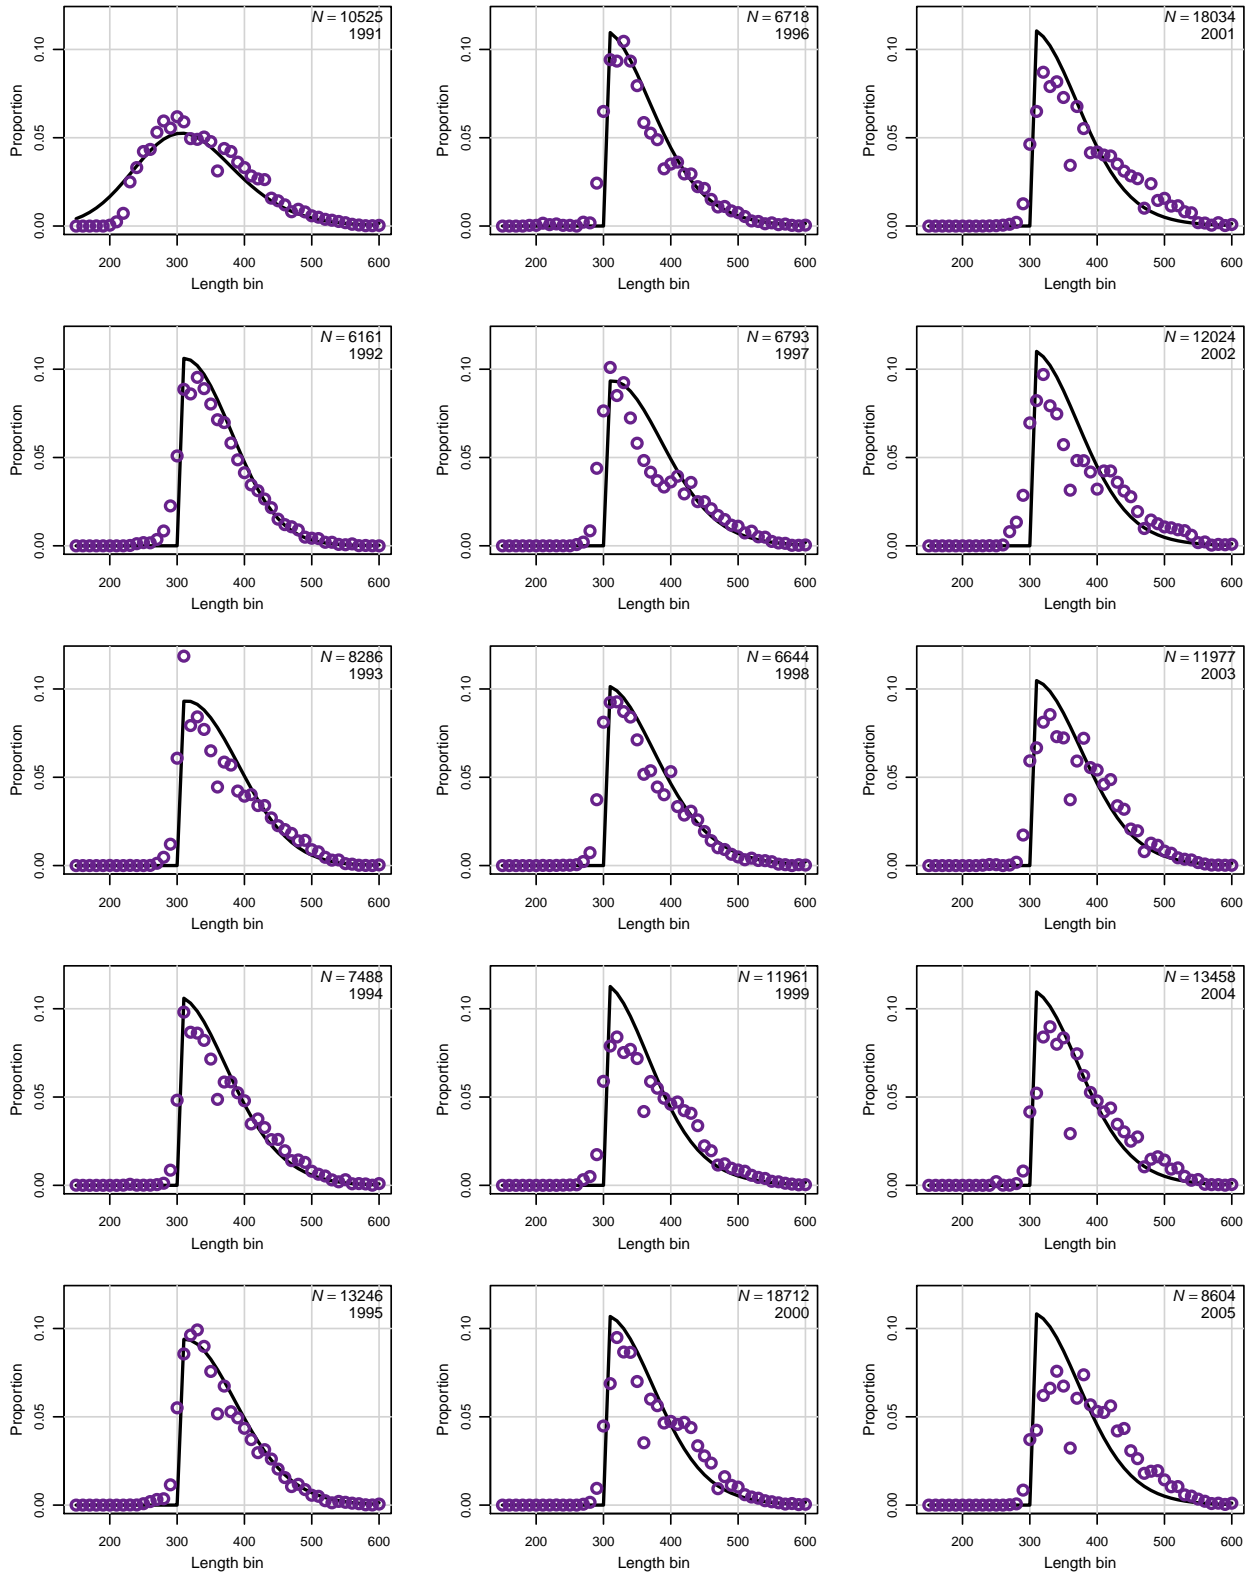 N = 10525
1991
Proportion
0.00 0.05 0.10
200 300 400 500 600
Length bin
N = 6718
1996
Proportion
0.00 0.05 0.10
200 300 400 500 600
Length bin
N = 18034
2001
Proportion
0.00 0.05 0.10
200 300 400 500 600
Length bin
N = 6161
1992
Proportion
0.00 0.05 0.10
200 300 400 500 600
Length bin
N = 6793
1997
Proportion
0.00 0.05 0.10
200 300 400 500 600
Length bin
N = 12024
2002
Proportion
0.00 0.05 0.10
200 300 400 500 600
Length bin
N = 8286
1993
Proportion
0.00 0.05 0.10
200 300 400 500 600
Length bin
N = 6644
1998
Proportion
0.00 0.05 0.10
200 300 400 500 600
Length bin
N = 11977
2003
Proportion
0.00 0.05 0.10
200 300 400 500 600
Length bin
N = 7488
1994
Proportion
0.00 0.05 0.10
200 300 400 500 600
Length bin
N = 11961
1999
Proportion
0.00 0.05 0.10
200 300 400 500 600
Length bin
N = 13458
2004
Proportion
0.00 0.05 0.10
200 300 400 500 600
Length bin
N = 13246
1995
Proportion
0.00 0.05 0.10
200 300 400 500 600
Length bin
N = 18712
2000
Proportion
0.00 0.05 0.10
200 300 400 500 600
Length bin
N = 8604
2005
Proportion
0.00 0.05 0.10
200 300 400 500 600
Length bin